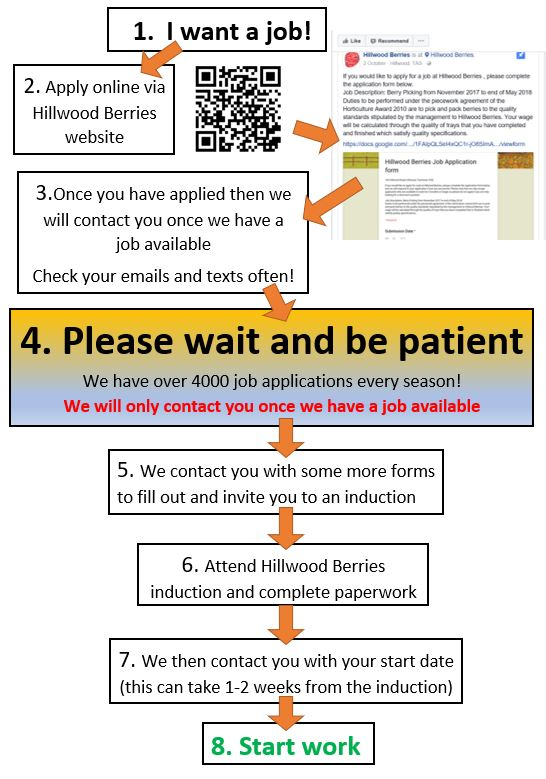 1. I want a job!
2. Apply online via
Hillwood Berries
website
Like Recommend ...
Hillwood Berries is at Hillwood Berries.
2 October · Hillwood, TAS ·
If you would like to apply for a job at Hillwood Berries , please complete
the application form below.
Job Description: Berry Picking from November 2017 to end of May 2018
Duties to be performed under the piecework agreement of the
Horticulture Award 2010 are to pick and pack berries to the quality
standards stipulated by the management to Hillwood Berries. Your wage
will be calculated through the quality of trays that you have completed
and finished which satisfy quality specifications.
Hillwood Berries Job Application
form
Submission Date *
3.Once you have applied then we
will contact you once we have a
job available
Check your emails and texts often!
4. Please wait and be patient
We have over 4000 job applications every season!
We will only contact you once we have a job available
5. We contact you with some more forms
to fill out and invite you to an induction
6. Attend Hillwood Berries
induction and complete paperwork
7. We then contact you with your start date
(this can take 1-2 weeks from the induction)
8. Start work